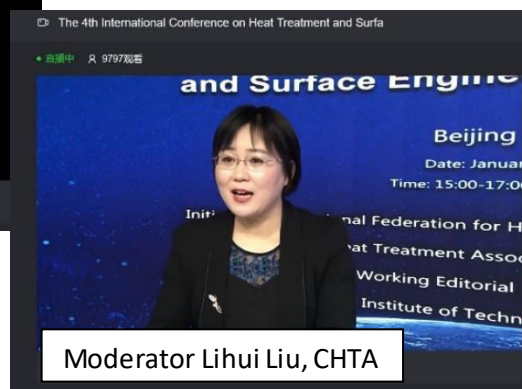 The 4th International Conference on Heat Treatment and Surfa
直播中 9797观看
and Surface Engine
Beijing
Date: Januar
Time: 15:00-17:0
Initi nal Federation for H
eat Treatment Assoc
Working Editorial
Institute of Techn
Moderator Lihui Liu, CHTA